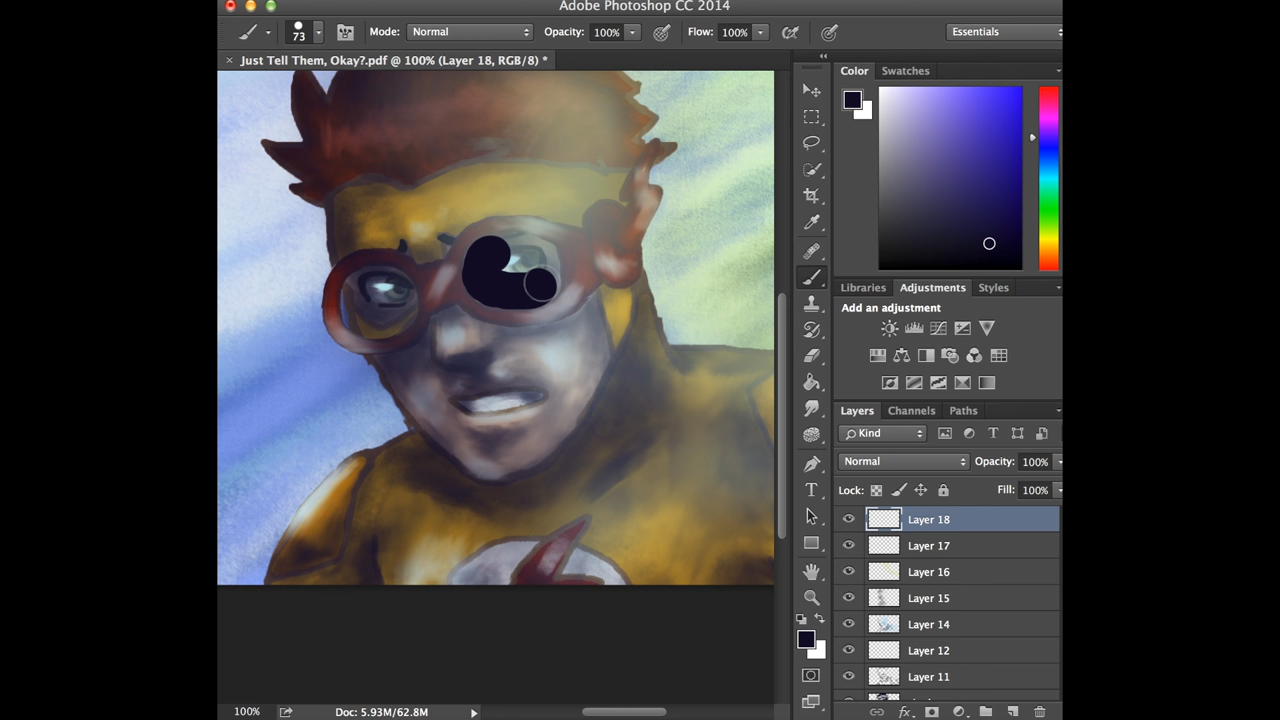 Adobe Photoshop CC 2014
73 Mode: Normal Opacity: 100% Flow: 100% Essentials
× Just Tell Them, Okay?.pdf @ 100% (Layer 18, RGB/8) *
Color Swatches
Libraries Adjustments Styles
Add an adjustment
Layers Channels Paths
Kind T
Normal Opacity: 100%
Lock: Fill: 100%
Layer 18
Layer 17
Layer 16
Layer 15
Layer 14
Layer 12
Layer 11
T
fx
100% Doc: 5.93M/62.8M